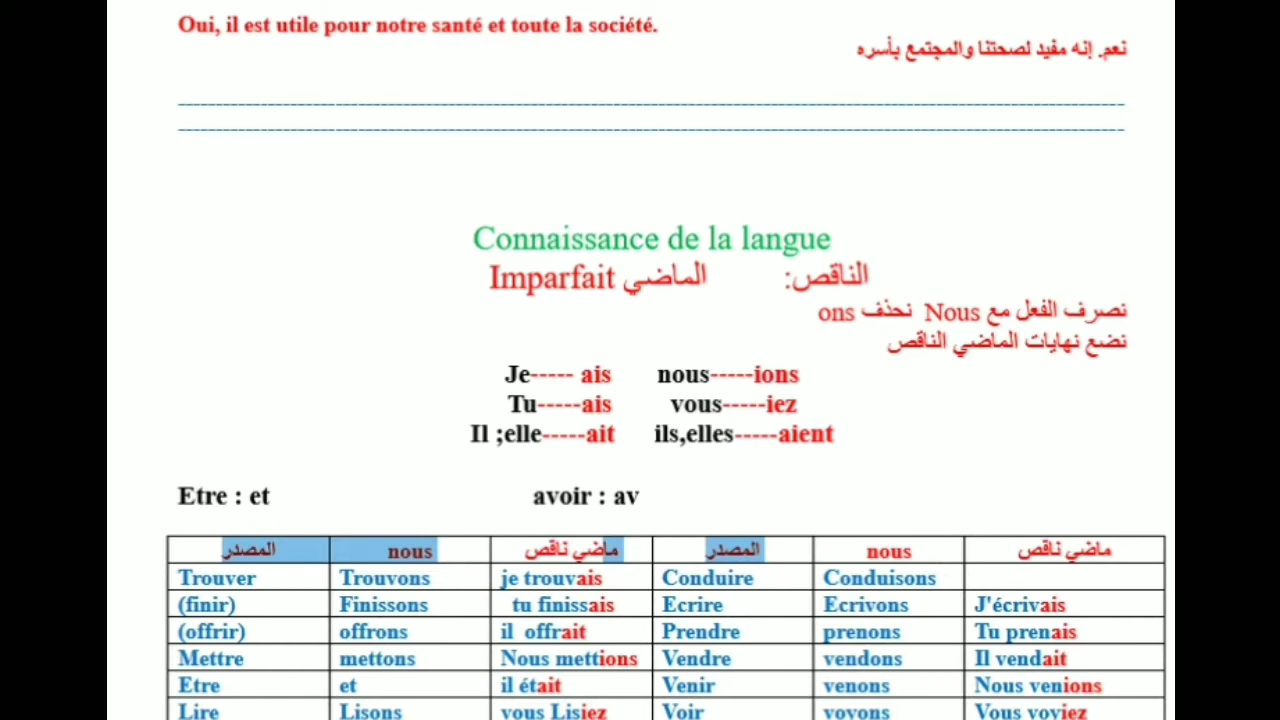 Oui, il est utile pour notre santé et toute la société.
نعم. إنه مفيد لصحتنا والمجتمع بأسره
Connaissance de la langue
Imparfait الماضي الناقص:
نصرف الفعل مع Nous نحذف ons
نضع نهايات الماضي الناقص
Je----- ais nous-----ions
Tu-----ais vous-----iez
Il ;elle-----ait ils,elles-----aient
Etre : et avoir : av
المصدر nous ماضي ناقص المصدر nous ماضي ناقص
Trouver Trouvons je trouvais Conduire Conduisons
(finir) Finissons tu finissais Ecrire Ecrivons J'écrivais
(offrir) offrons il offrait Prendre prenons Tu prenais
Mettre mettons Nous mettions Vendre vendons Il vendait
Etre et il était Venir venons Nous venions
Lire Lisons vous Lisiez Voir voyons Vous voyiez